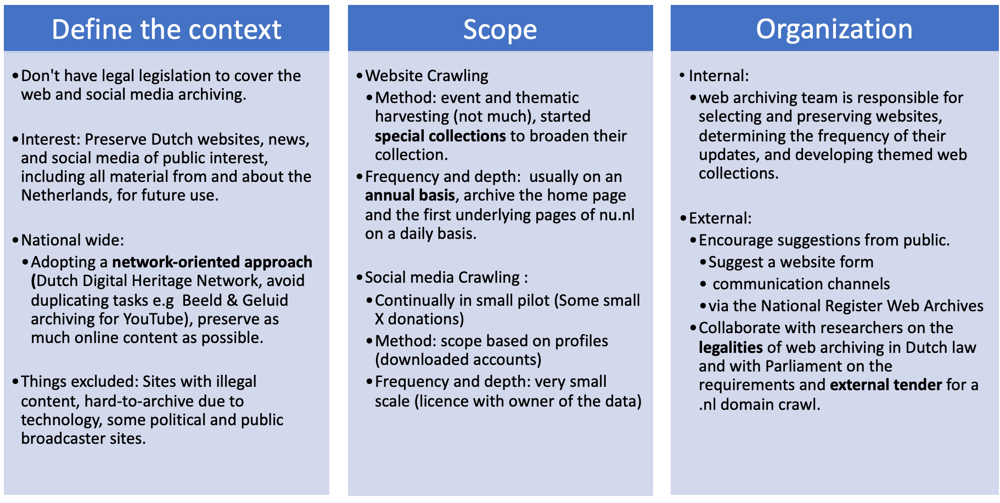 Define the context
•Don't have legal legislation to cover the
web and social media archiving.
•Interest: Preserve Dutch websites, news,
and social media of public interest,
including all material from and about the
Netherlands, for future use.
•National wide:
•Adopting a network-oriented approach
(Dutch Digital Heritage Network, avoid
duplicating tasks e.g  Beeld & Geluid
archiving for YouTube), preserve as
much online content as possible.
•Things excluded: Sites with illegal
content, hard-to-archive due to
technology, some political and public
broadcaster sites.
Scope
•Website Crawling
•Method: event and thematic
harvesting (not much), started
special collections to broaden their
collection.
•Frequency and depth:  usually on an
annual basis, archive the home page
and the first underlying pages of nu.nl
on a daily basis.
•Social media Crawling :
•Continually in small pilot (Some small
X donations)
•Method: scope based on profiles
(downloaded accounts)
•Frequency and depth: very small
scale (licence with owner of the data)
Organization
• Internal:
•web archiving team is responsible for
selecting and preserving websites,
determining the frequency of their
updates, and developing themed web
collections.
•External:
•Encourage suggestions from public.
•Suggest a website form
• communication channels
•via the National Register Web Archives
•Collaborate with researchers on the
legalities of web archiving in Dutch law
and with Parliament on the
requirements and external tender for a
.nl domain crawl.